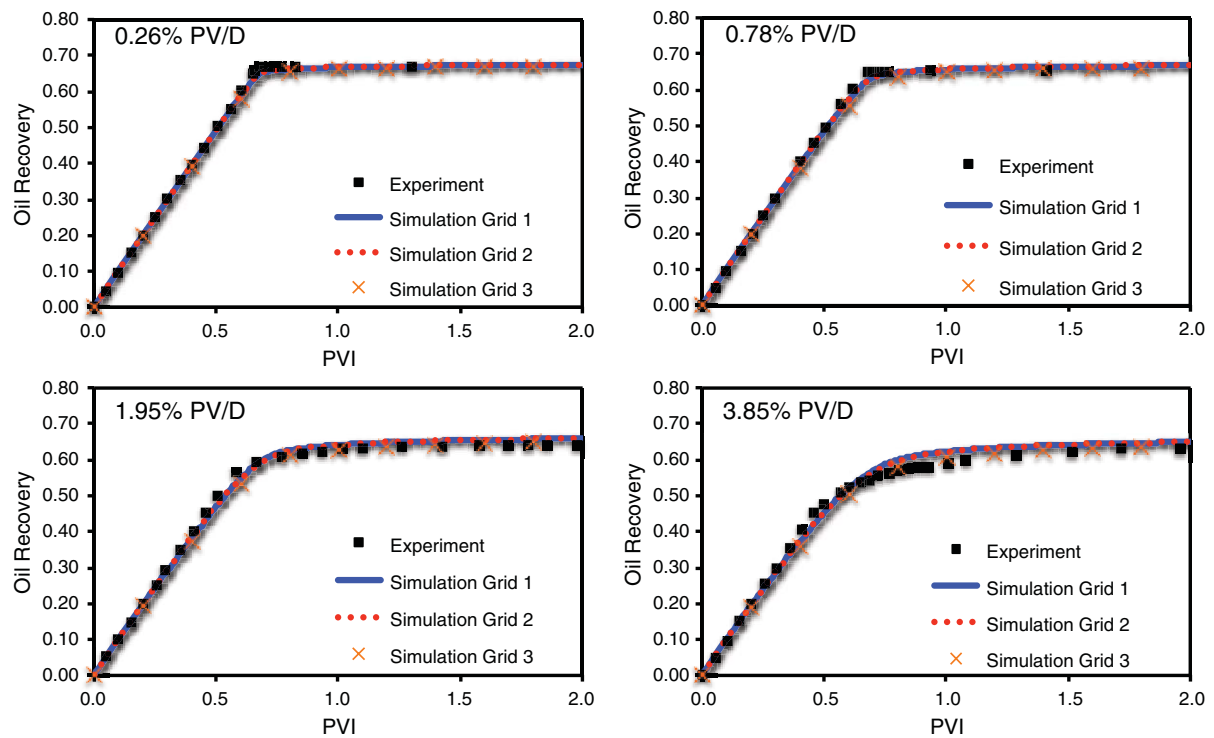 0.26% PV/D
0.80
0.70
0.60
0.50
0.40
0.30
0.20
0.10
0.00
Oil Recovery
Experiment
Simulation Grid 1
Simulation Grid 2
Simulation Grid 3
0.0 0.5 1.0 1.5 2.0
PVI
0.78% PV/D
0.80
0.70
0.60
0.50
0.40
0.30
0.20
0.10
0.00
Oil Recovery
Experiment
Simulation Grid 1
Simulation Grid 2
Simulation Grid 3
0.0 0.5 1.0 1.5 2.0
PVI
1.95% PV/D
0.80
0.70
0.60
0.50
0.40
0.30
0.20
0.10
0.00
Oil Recovery
Experiment
Simulation Grid 1
Simulation Grid 2
Simulation Grid 3
0.0 0.5 1.0 1.5 2.0
PVI
3.85% PV/D
0.80
0.70
0.60
0.50
0.40
0.30
0.20
0.10
0.00
Oil Recovery
Experiment
Simulation Grid 1
Simulation Grid 2
Simulation Grid 3
0.0 0.5 1.0 1.5 2.0
PVI